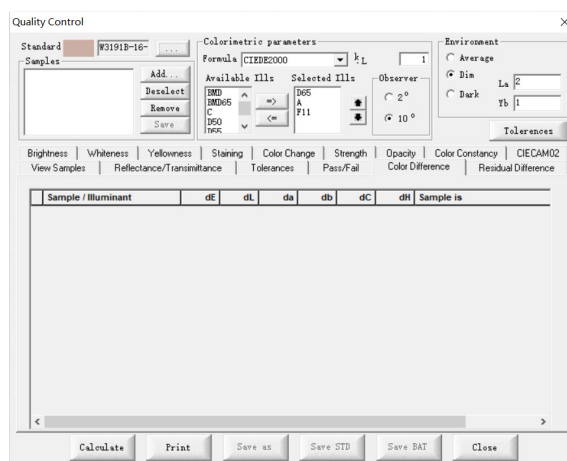 Quality Control
Standard W3191B-16- ...
Samples
Add...
Deselect
Remove
Save
Colorimetric parameters
Formula CIEDE2000 k L 1
Available Ills Selected Ills
BMD
BMD65
C
D50
D55
=>
<=
D65
A
F11
Observer
2°
10°
Environment
Average
Dim
Dark
La 2
Yb 1
Tolerences
Brightness Whiteness Yellowness Staining Color Change Strength Opacity Color Constancy CIECAM02
View Samples Reflectance/Transimittance Tolerances Pass/Fail Color Difference Residual Difference
Sample / Illuminant dE dL da db dC dH Sample is
Calculate Print Save as Save STD Save BAT Close